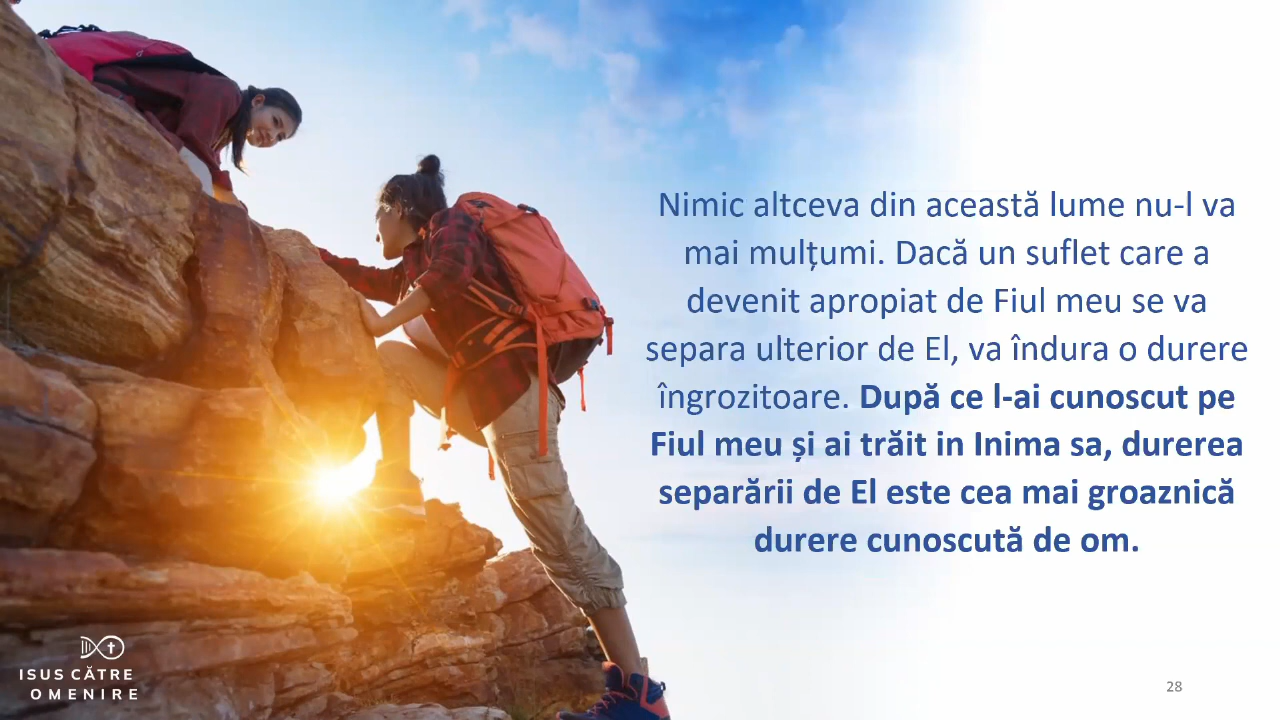 Nimic altceva din această lume nu-l va
mai mulțumi. Dacă un suflet care a
devenit apropiat de Fiul meu se va
separa ulterior de El, va îndura o durere
îngrozitoare. După ce l-ai cunoscut pe
Fiul meu și ai trăit in Inima sa, durerea
separării de El este cea mai groaznică
durere cunoscută de om.
ISUS CĂTRE
OMENIRE
28